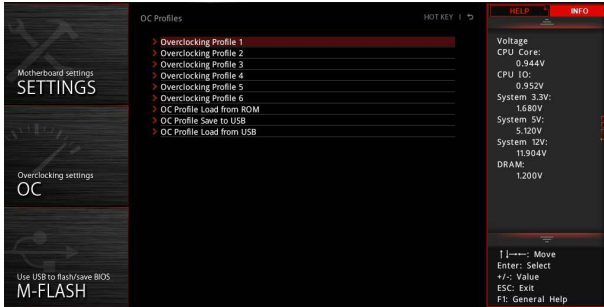 OC Profiles
HOT KEY |
HELP
INFO
Motherboard settings
SETTINGS
Overclocking settings
OC
Use USB to flash/save BIOS
M-FLASH
> Overclocking Profile 1
> Overclocking Profile 2
> Overclocking Profile 3
> Overclocking Profile 4
> Overclocking Profile 5
> Overclocking Profile 6
> OC Profile Load from ROM
> OC Profile Save to USB
> OC Profile Load from USB
Voltage
CPU Core:
0.944V
CPU IO:
0.952V
System 3.3V:
1.680V
System 5V:
5.120V
System 12V:
11.904V
DRAM:
1.200V
↑↓→←: Move
Enter: Select
+/-: Value
ESC: Exit
F1: General Help